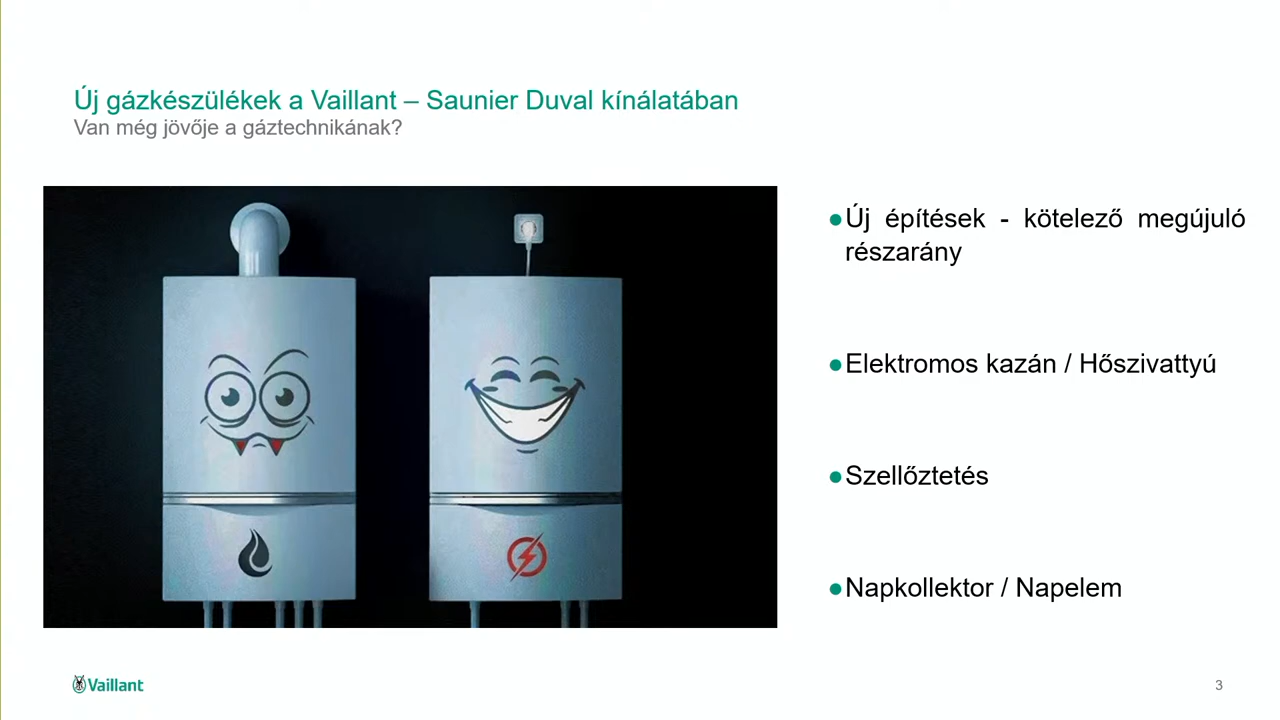 Új gázkészülékek a Vaillant – Saunier Duval kínálatában
Van még jövője a gáztechnikának?
●Új építések - kötelező megújuló
részarány
●Elektromos kazán / Hőszivattyú
●Szellőztetés
●Napkollektor / Napelem
Vaillant
3